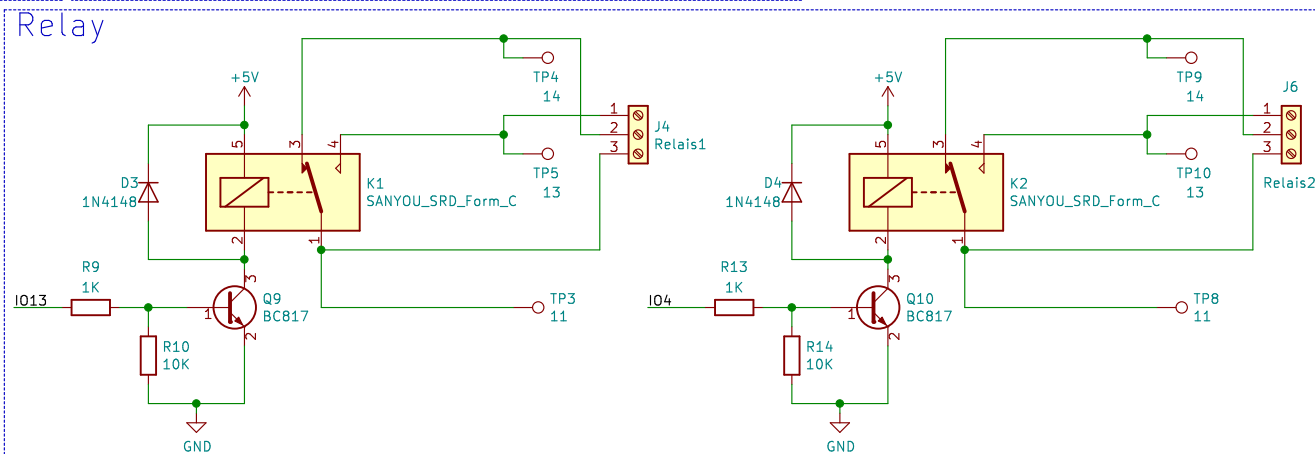 Relay
+5V
5
3
4
D3
1N4148
2
1
K1
SANYOU_SRD_Form_C
TP4
14
TP5
13
1
2
3
J4
Relais1
IO13
R9
1K
R10
10K
1
3
2
Q9
BC817
TP3
11
GND
+5V
5
3
4
D4
1N4148
2
1
K2
SANYOU_SRD_Form_C
TP9
14
TP10
13
J6
1
2
3
Relais2
IO4
R13
1K
R14
10K
1
3
2
Q10
BC817
TP8
11
GND